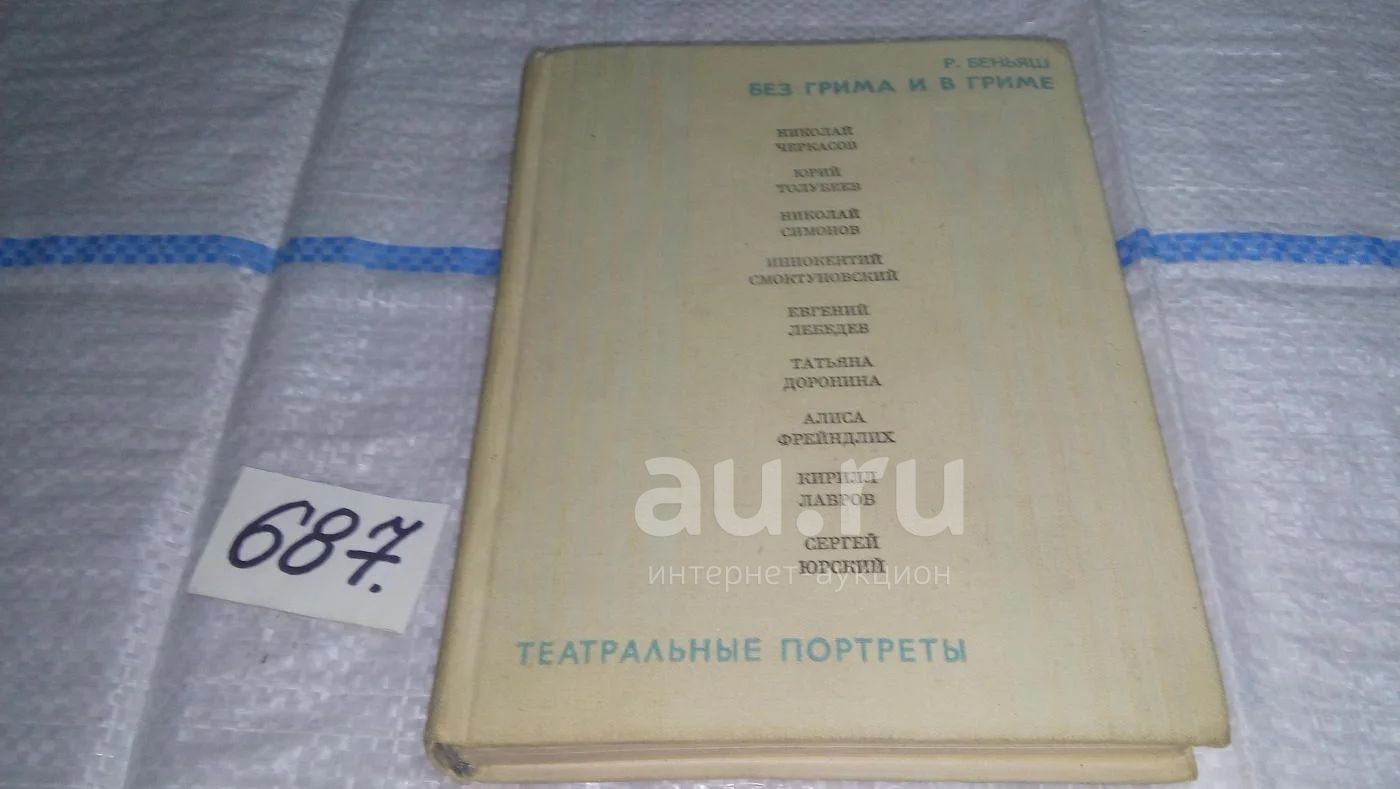 Р. БЕНЬЯШ
БЕЗ ГРИМА И В ГРИМЕ
НИКОЛАЙ
ЧЕРКАСОВ
ЮРИЙ
ТОЛУБЕЕВ
НИКОЛАЙ
СИМОНОВ
ИННОКЕНТИЙ
СМОКТУНОВСКИЙ
ЕВГЕНИЙ
ЛЕБЕДЕВ
ТАТЬЯНА
ДОРОНИНА
АЛИСА
ФРЕЙНДЛИХ
КИРИЛЛ
ЛАВРОВ
СЕРГЕЙ
ЮРСКИЙ
ТЕАТРАЛЬНЫЕ ПОРТРЕТЫ
687.
au.ru
интернет-аукцион